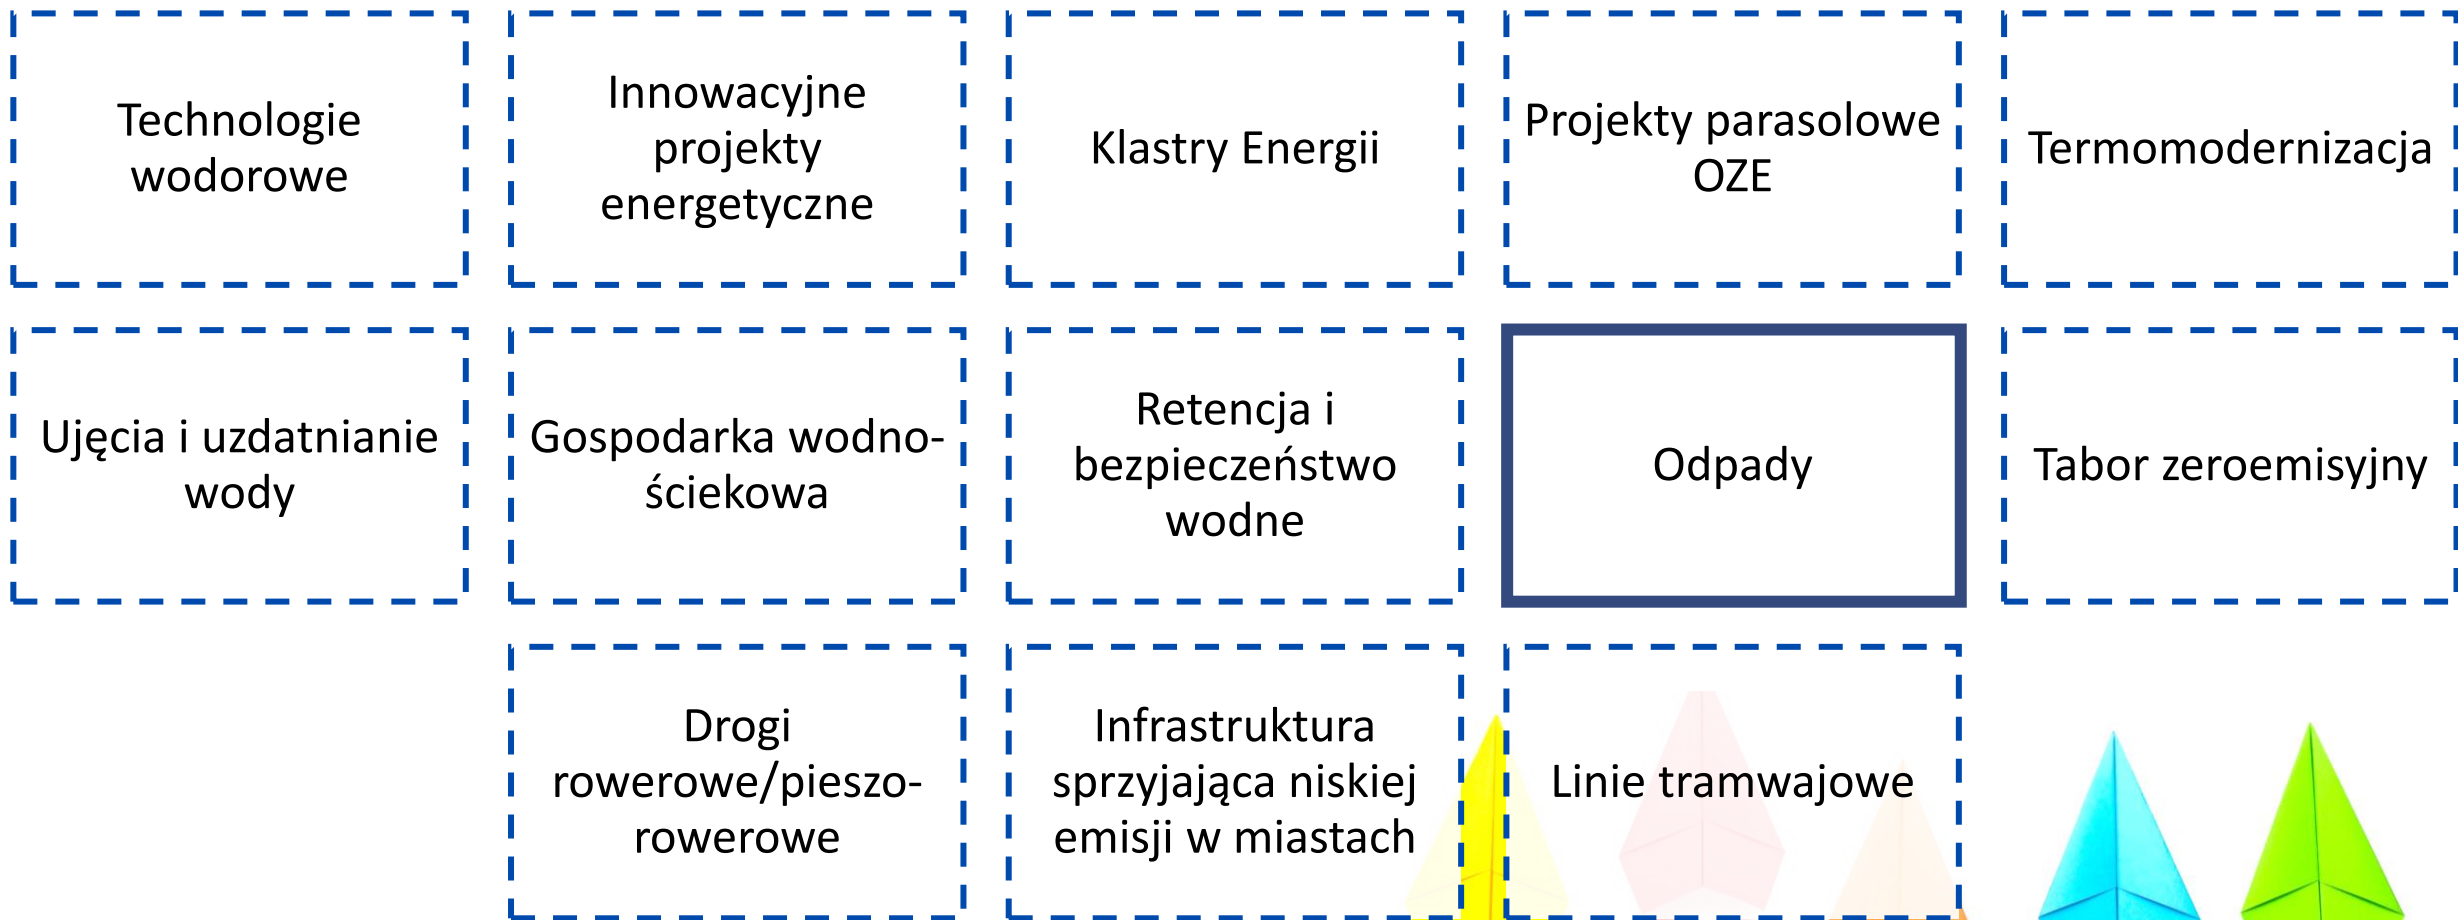 Technologie
wodorowe
Innowacyjne
projekty
energetyczne
Klastry Energii
Projekty parasolowe
OZE
Termomodernizacja
Ujęcia i uzdatnianie
wody
Gospodarka wodno-
ściekowa
Retencja i
bezpieczeństwo
wodne
Odpady
Tabor zeroemisyjny
Drogi
rowerowe/pieszo-
rowerowe
Infrastruktura
sprzyjająca niskiej
emisji w miastach
Linie tramwajowe